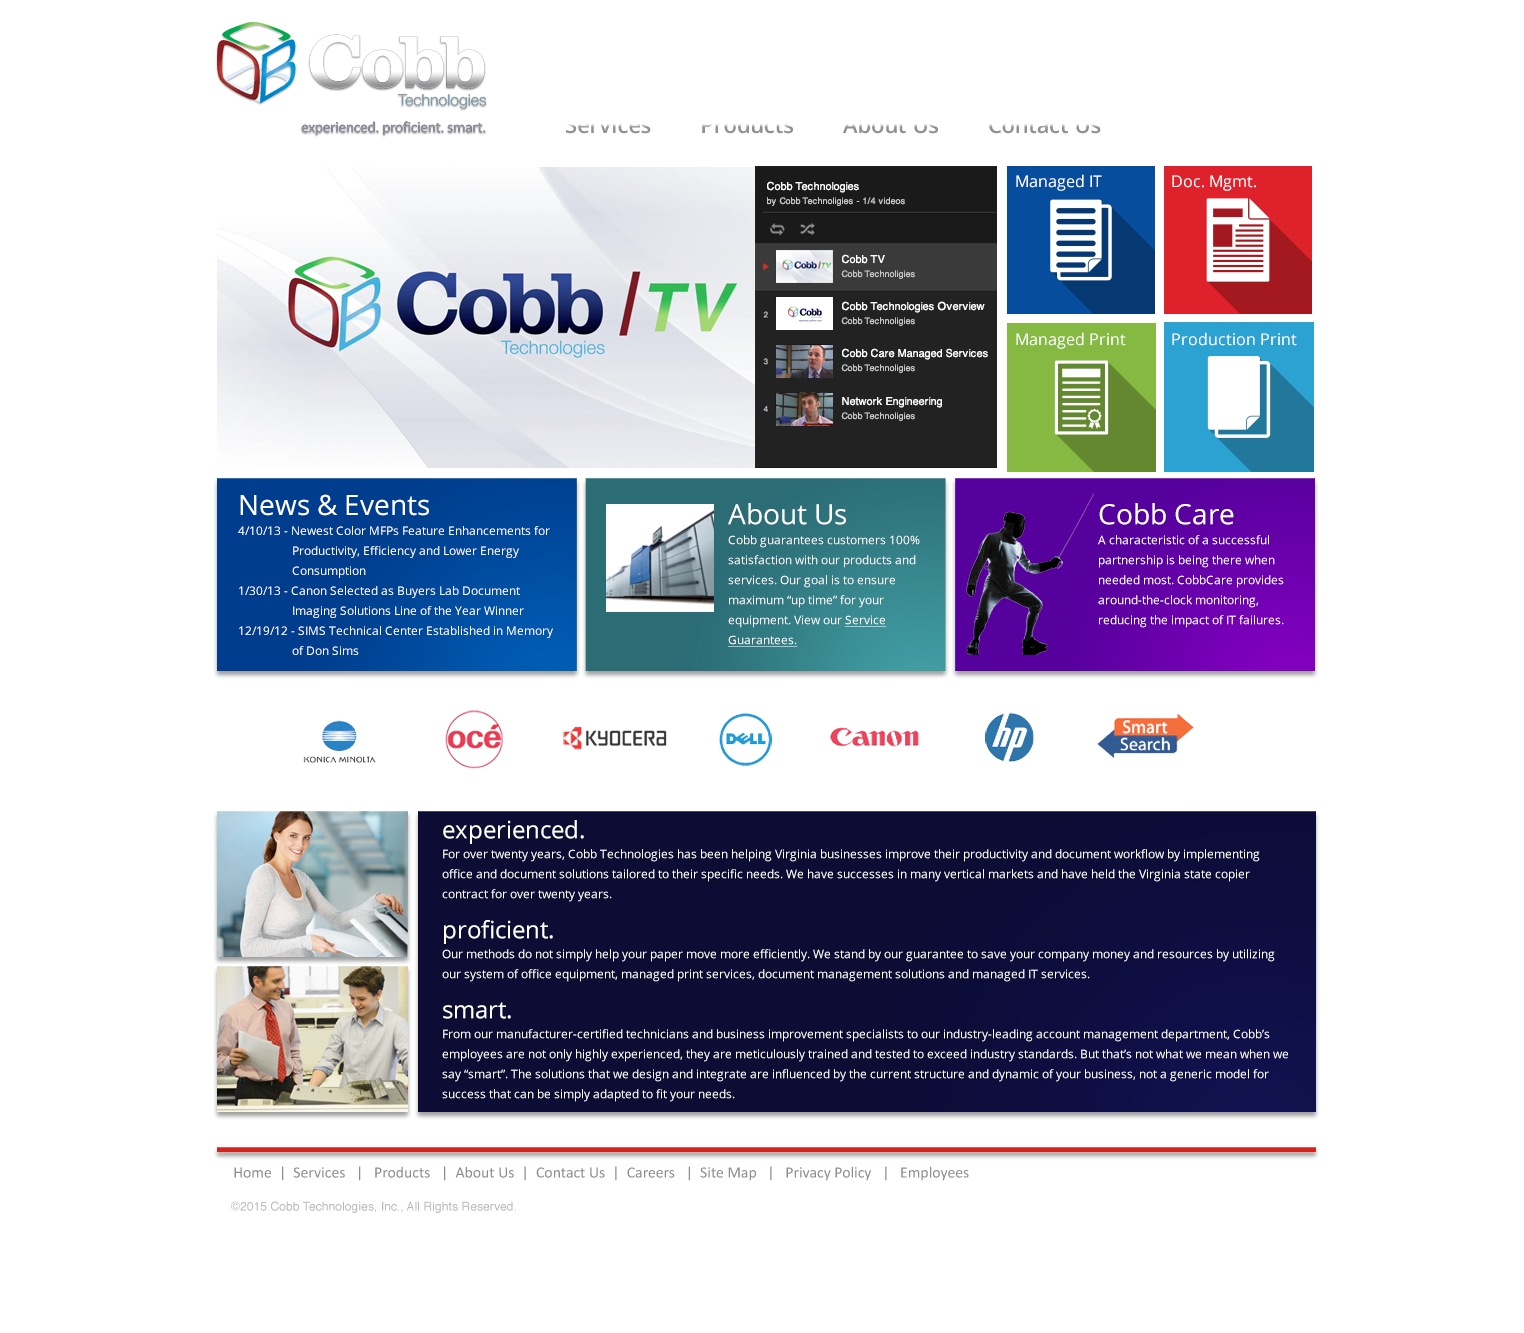 Cobb
Technologies
experienced. proficient. smart.
Services Products About Us Contact Us
Cobb / TV
Technologies
Cobb Technologies
by Cobb Technoligies - 1/4 videos
Cobb TV
Cobb Technoligies
2 Cobb Technologies Overview
Cobb Technoligies
3 Cobb Care Managed Services
Cobb Technoligies
4 Network Engineering
Cobb Technoligies
Managed IT
Doc. Mgmt.
Managed Print
Production Print
News & Events
4/10/13 - Newest Color MFPs Feature Enhancements for
Productivity, Efficiency and Lower Energy
Consumption
1/30/13 - Canon Selected as Buyers Lab Document
Imaging Solutions Line of the Year Winner
12/19/12 - SIMS Technical Center Established in Memory
of Don Sims
About Us
Cobb guarantees customers 100%
satisfaction with our products and
services. Our goal is to ensure
maximum “up time” for your
equipment. View our Service
Guarantees.
Cobb Care
A characteristic of a successful
partnership is being there when
needed most. CobbCare provides
around-the-clock monitoring,
reducing the impact of IT failures.
KONICA MINOLTA
océ
KYOCERA
DELL
Canon
hp
Smart
Search
experienced.
For over twenty years, Cobb Technologies has been helping Virginia businesses improve their productivity and document workflow by implementing
office and document solutions tailored to their specific needs. We have successes in many vertical markets and have held the Virginia state copier
contract for over twenty years.
proficient.
Our methods do not simply help your paper move more efficiently. We stand by our guarantee to save your company money and resources by utilizing
our system of office equipment, managed print services, document management solutions and managed IT services.
smart.
From our manufacturer-certified technicians and business improvement specialists to our industry-leading account management department, Cobb’s
employees are not only highly experienced, they are meticulously trained and tested to exceed industry standards. But that’s not what we mean when we
say “smart”. The solutions that we design and integrate are influenced by the current structure and dynamic of your business, not a generic model for
success that can be simply adapted to fit your needs.
Home | Services | Products | About Us | Contact Us | Careers | Site Map | Privacy Policy | Employees
©2015 Cobb Technologies, Inc., All Rights Reserved.